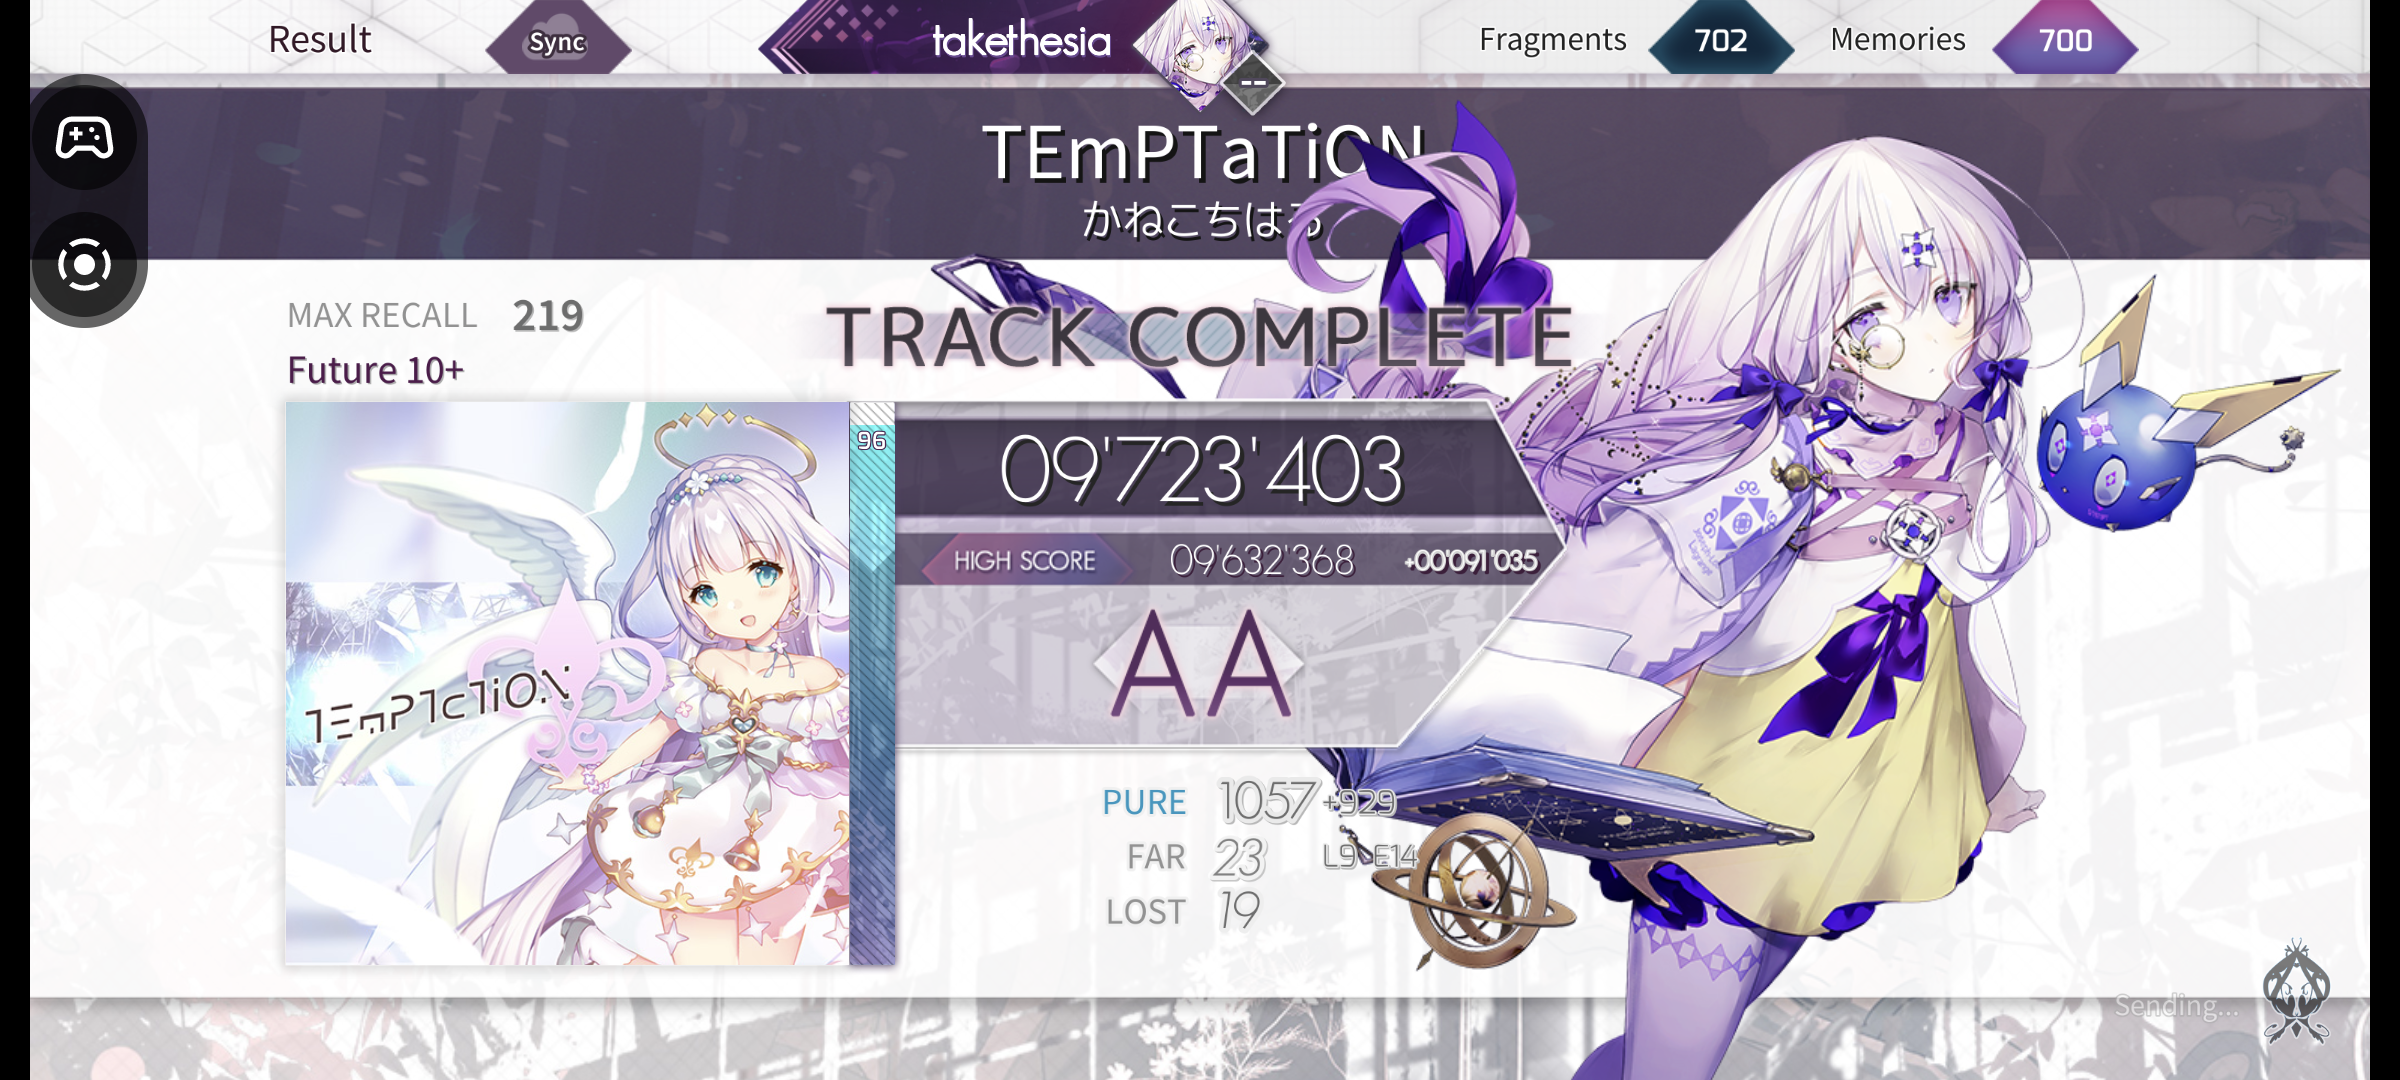 Result
Sync
takethesia
--
Fragments
702
Memories
700
TEmPTaTiON
かねこちはる
MAX RECALL 219
Future 10+
TRACK COMPLETE
96
TEmPTaTiON
09'723'403
HIGH SCORE 09'632'368 +00'091'035
AA
PURE 1057 +929
FAR 23 L9-E14
LOST 19
Sending...